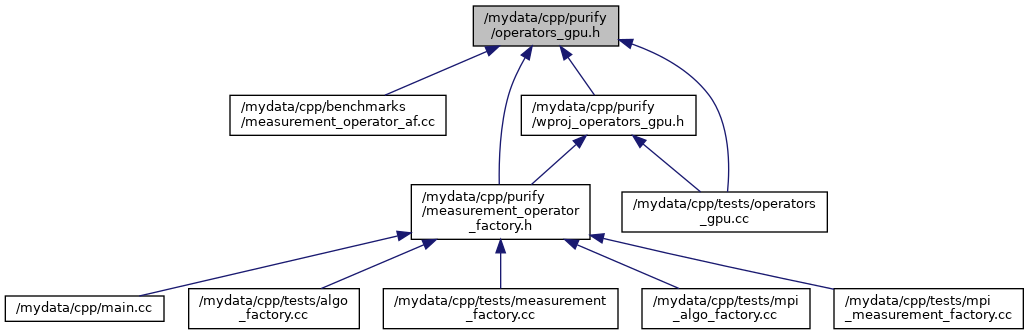 /mydata/cpp/purify
/operators_gpu.h
/mydata/cpp/benchmarks
/measurement_operator_af.cc
/mydata/cpp/purify
/wproj_operators_gpu.h
/mydata/cpp/purify
/measurement_operator
_factory.h
/mydata/cpp/tests/operators
_gpu.cc
/mydata/cpp/main.cc
/mydata/cpp/tests/algo
_factory.cc
/mydata/cpp/tests/measurement
_factory.cc
/mydata/cpp/tests/mpi
_algo_factory.cc
/mydata/cpp/tests/mpi
_measurement_factory.cc